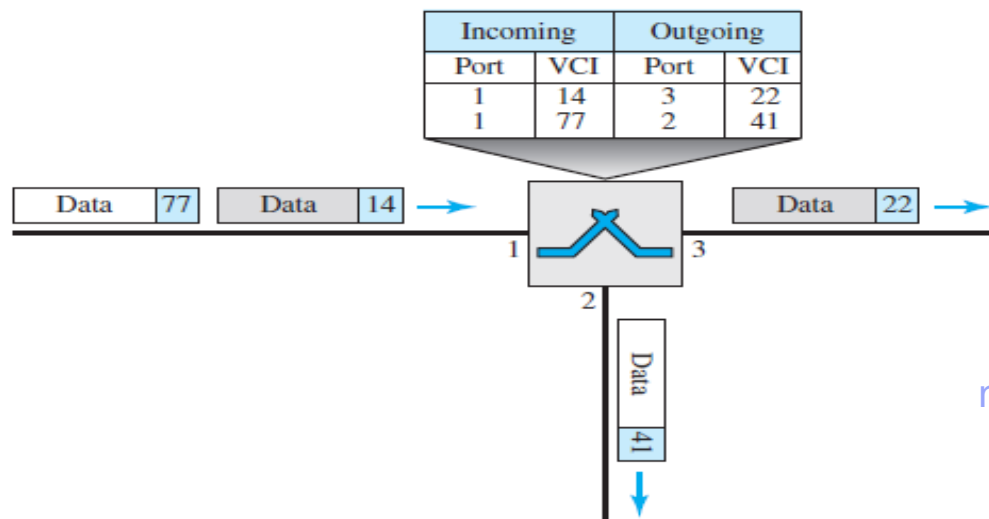 Incoming Outgoing
Port VCI Port VCI
1 14 3 22
1 77 2 41
Data 77 Data 14 Data 22
1 3
2
Data 41
r